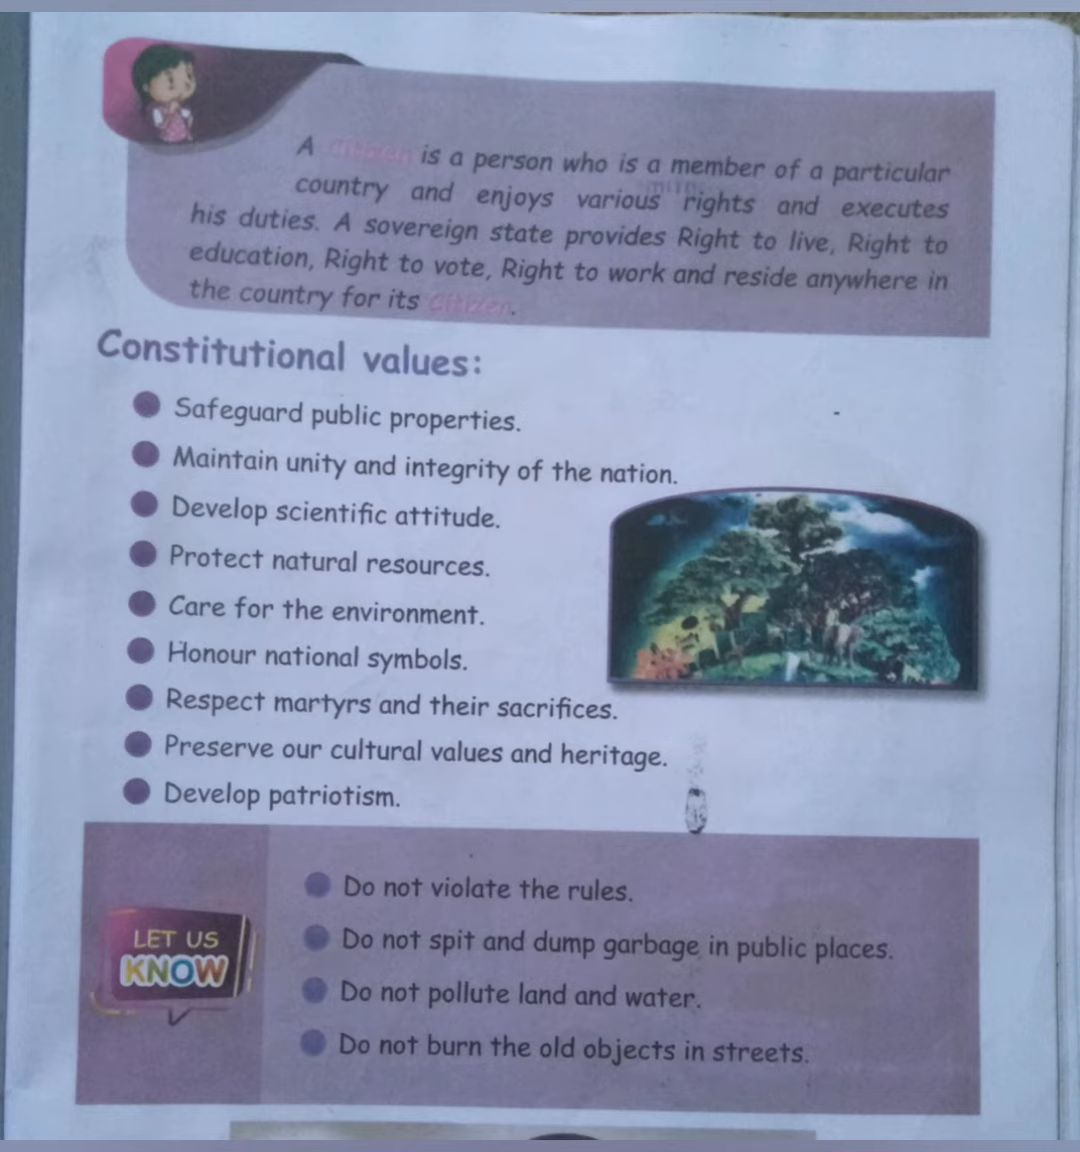 A citizen is a person who is a member of a particular
country and enjoys various rights and executes
his duties. A sovereign state provides Right to live, Right to
education, Right to vote, Right to work and reside anywhere in
the country for its citizen.
Constitutional values:
Safeguard public properties.
Maintain unity and integrity of the nation.
Develop scientific attitude.
Protect natural resources.
Care for the environment.
Honour national symbols.
Respect martyrs and their sacrifices.
Preserve our cultural values and heritage.
Develop patriotism.
LET US
KNOW
Do not violate the rules.
Do not spit and dump garbage in public places.
Do not pollute land and water.
Do not burn the old objects in streets.